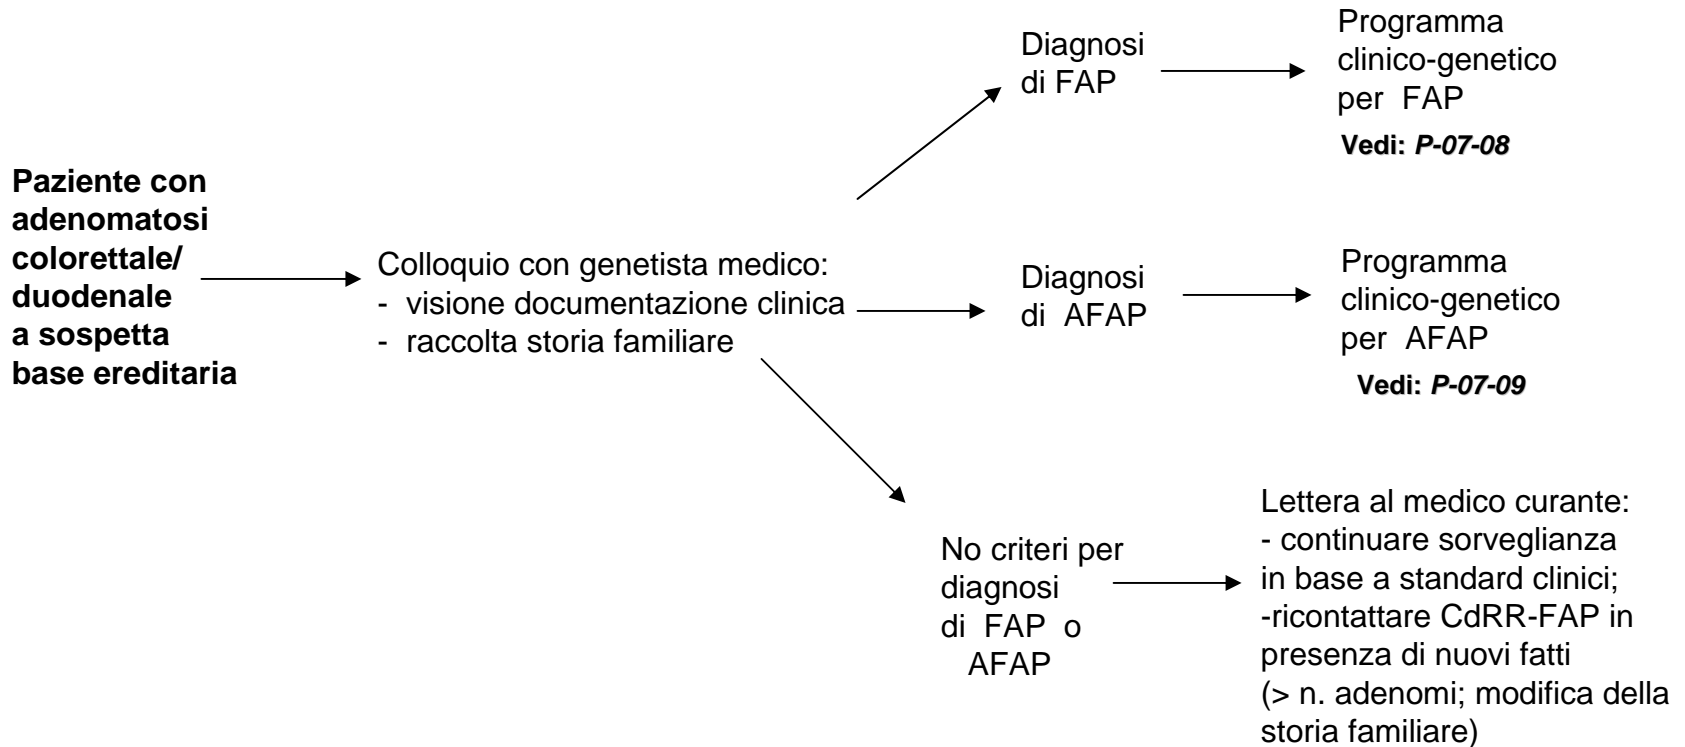 Paziente con
adenomatosi
colorettale/
duodenale
a sospetta
base ereditaria
Colloquio con genetista medico:
- visione documentazione clinica
- raccolta storia familiare
Diagnosi
di FAP
Programma
clinico-genetico
per FAP
Vedi: P-07-08
Diagnosi
di AFAP
Programma
clinico-genetico
per AFAP
Vedi: P-07-09
No criteri per
diagnosi
di FAP o
AFAP
Lettera al medico curante:
- continuare sorveglianza
in base a standard clinici;
-ricontattare CdRR-FAP in
presenza di nuovi fatti
(> n. adenomi; modifica della
storia familiare)